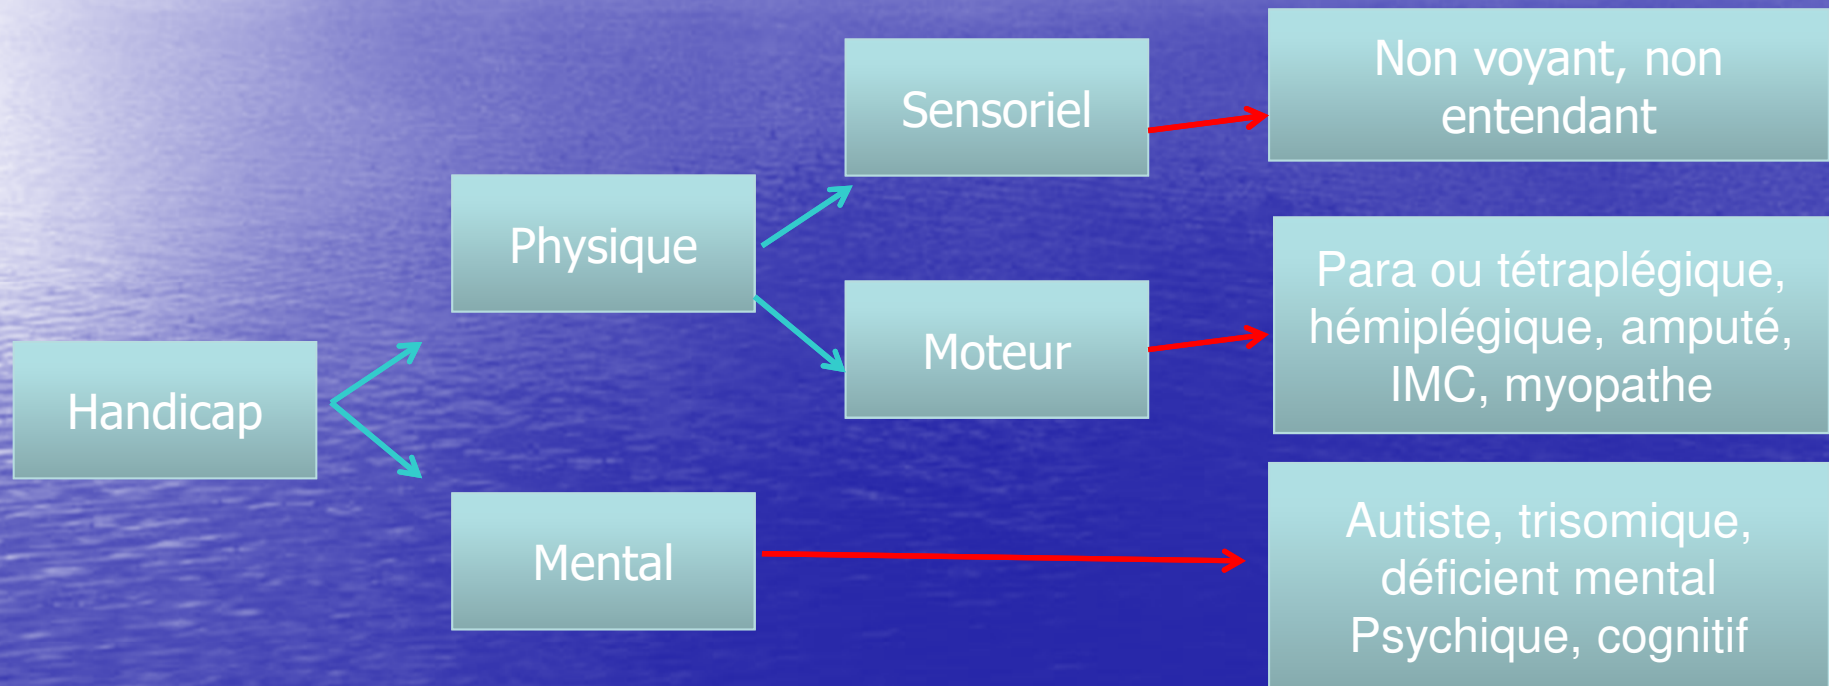 Handicap
Physique
Mental
Sensoriel
Moteur
Non voyant, non
entendant
Para ou tétraplégique,
hémiplégique, amputé,
IMC, myopathe
Autiste, trisomique,
déficient mental
Psychique, cognitif